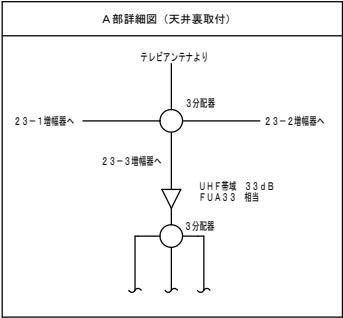 A部詳細図（天井裏取付）
テレビアンテナより
3分配器
23−1増幅器へ
23−2増幅器へ
23−3増幅器へ
UHF帯域 33dB
FUA33 相当
3分配器